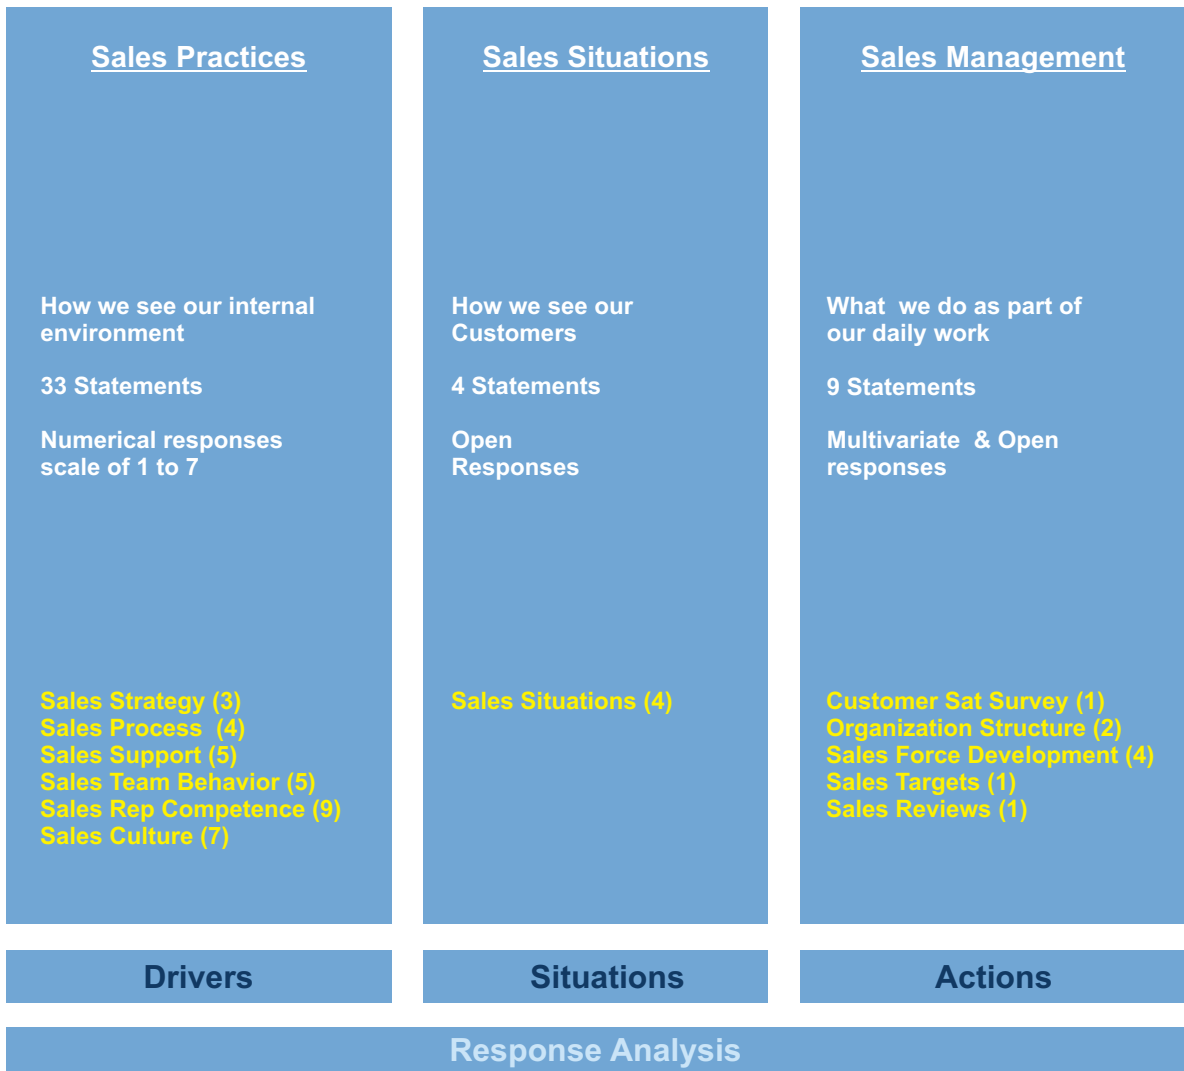 Sales Practices
How we see our internal
environment
33 Statements
Numerical responses
scale of 1 to 7
Sales Strategy (3)
Sales Process  (4)
Sales Support (5)
Sales Team Behavior (5)
Sales Rep Competence (9)
Sales Culture (7)
Drivers
Sales Situations
How we see our
Customers
4 Statements
Open
Responses
Sales Situations (4)
Situations
Sales Management
What  we do as part of
our daily work
9 Statements
Multivariate  & Open
responses
Customer Sat Survey (1)
Organization Structure (2)
Sales Force Development (4)
Sales Targets (1)
Sales Reviews (1)
Actions
Response Analysis